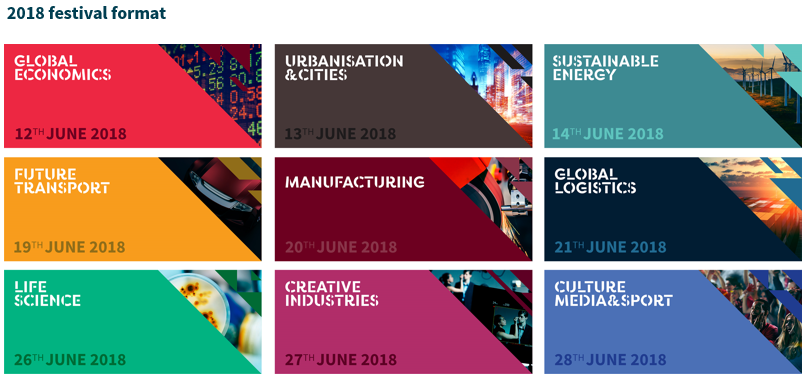 2018 festival format
GLOBAL
ECONOMICS
12TH JUNE 2018
URBANISATION
&CITIES
13TH JUNE 2018
SUSTAINABLE
ENERGY
14TH JUNE 2018
FUTURE
TRANSPORT
19TH JUNE 2018
MANUFACTURING
20TH JUNE 2018
GLOBAL
LOGISTICS
21TH JUNE 2018
LIFE
SCIENCE
26TH JUNE 2018
CREATIVE
INDUSTRIES
27TH JUNE 2018
CULTURE
MEDIA&SPORT
28TH JUNE 2018